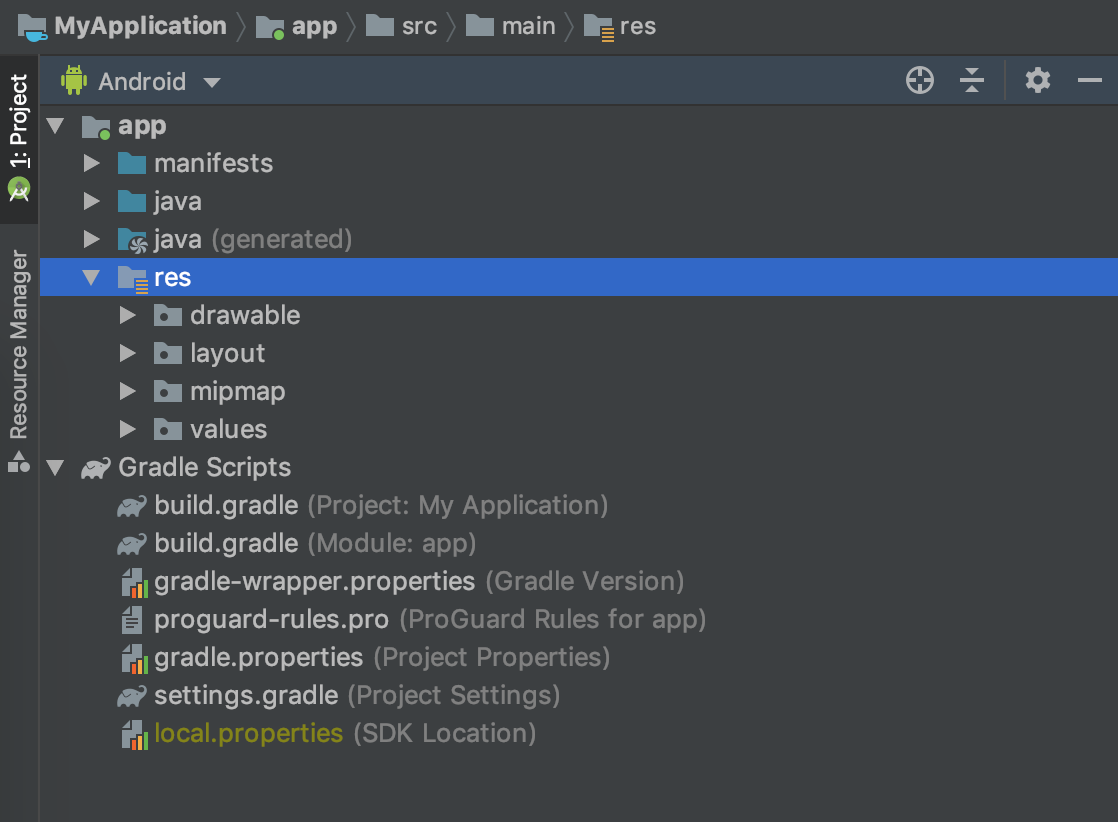 MyApplication app src main res
1: Project
Resource Manager
Android
app
manifests
java
java (generated)
res
drawable
layout
mipmap
values
Gradle Scripts
build.gradle (Project: My Application)
build.gradle (Module: app)
gradle-wrapper.properties (Gradle Version)
proguard-rules.pro (ProGuard Rules for app)
gradle.properties (Project Properties)
settings.gradle (Project Settings)
local.properties (SDK Location)